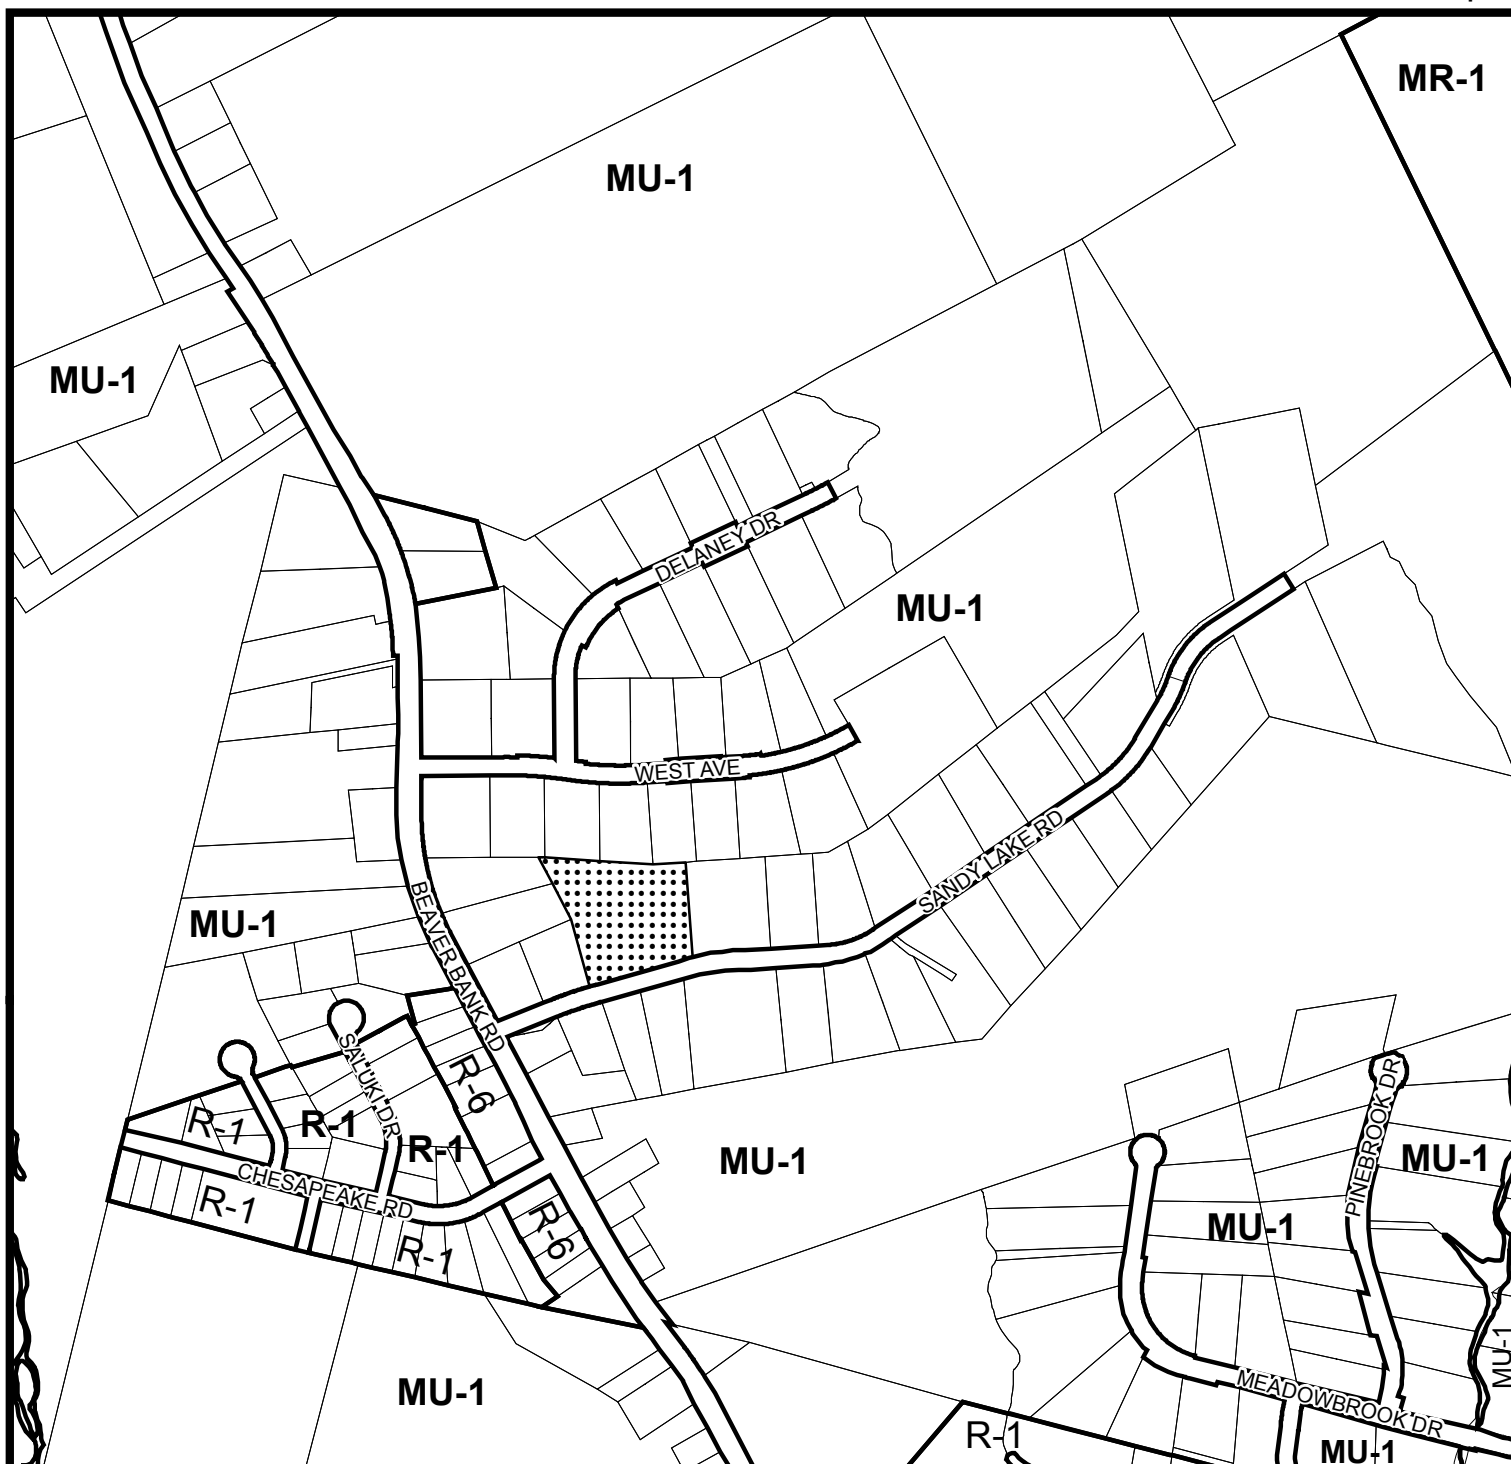 MR-1
MU-1
MU-1
DELANEY DR
MU-1
WEST AVE
SANDY LAKE RD
BEAVER BANK RD
MU-1
SALUKI DR
R-6
R-1
R-1
R-1
MU-1
PINEBROOK DR
MU-1
CHESAPEAKE RD
R-1
R-6
MU-1
R-1
MU-1
MU-1
MEADOWBROOK DR
R-1
MU-1